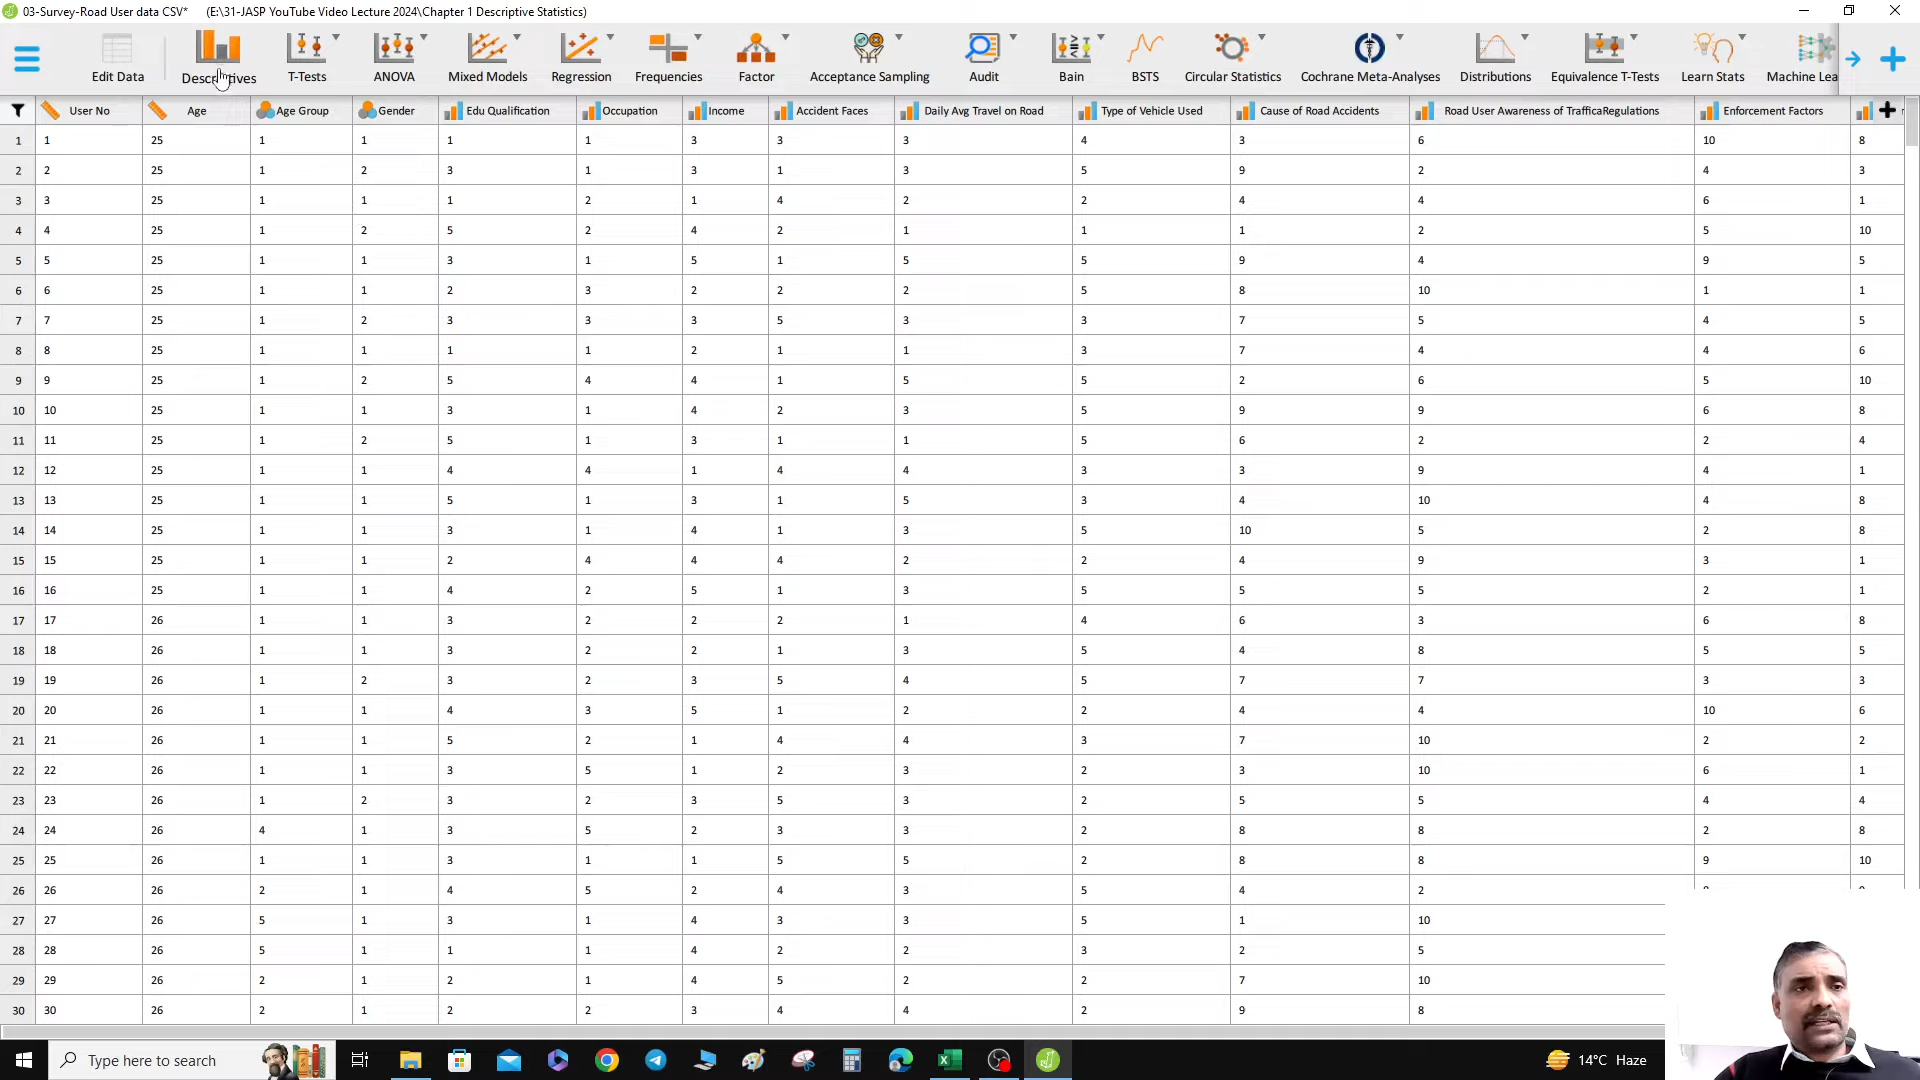 03-Survey-Road User data CSV* (E:\31-JASP YouTube Video Lecture 2024\Chapter 1 Descriptive Statistics)
Edit Data Descriptives T-Tests ANOVA Mixed Models Regression Frequencies Factor Acceptance Sampling Audit Bain BSTS Circular Statistics Cochrane Meta-Analyses Distributions Equivalence T-Tests Learn Stats Machine Lea
User No Age Age Group Gender Edu Qualification Occupation Income Accident Faces Daily Avg Travel on Road Type of Vehicle Used Cause of Road Accidents Road User Awareness of TrafficaRegulations Enforcement Factors
1 1 25 1 1 1 1 3 3 3 4 3 6 10 8
2 2 25 1 2 3 1 3 1 3 5 9 2 4 3
3 3 25 1 1 1 2 1 4 2 2 4 4 6 1
4 4 25 1 2 5 2 4 2 1 1 1 2 5 10
5 5 25 1 1 3 1 5 1 5 5 9 4 9 5
6 6 25 1 1 2 3 2 2 2 5 8 10 1 1
7 7 25 1 2 3 3 3 5 3 3 7 5 4 5
8 8 25 1 1 1 1 2 1 1 3 7 4 4 6
9 9 25 1 2 5 4 4 1 5 5 2 6 5 10
10 10 25 1 1 3 1 4 2 3 5 9 9 6 8
11 11 25 1 2 5 1 3 1 1 5 6 2 2 4
12 12 25 1 1 4 4 1 4 4 3 3 9 4 1
13 13 25 1 1 5 1 3 1 5 3 4 10 4 8
14 14 25 1 1 3 1 4 1 3 5 10 5 2 8
15 15 25 1 1 2 4 4 4 2 2 4 9 3 1
16 16 25 1 1 4 2 5 1 3 5 5 5 2 1
17 17 26 1 1 3 2 2 2 1 4 6 3 6 8
18 18 26 1 1 3 2 2 1 3 5 4 8 5 5
19 19 26 1 2 3 2 3 5 4 5 7 7 3 3
20 20 26 1 1 4 3 5 1 2 2 4 4 10 6
21 21 26 1 1 5 2 1 4 4 3 7 10 2 2
22 22 26 1 1 3 5 1 2 3 2 3 10 6 1
23 23 26 1 2 3 2 3 5 3 2 5 5 4 4
24 24 26 4 1 3 5 2 3 3 2 8 8 2 8
25 25 26 1 1 3 1 1 5 5 2 8 8 9 10
26 26 26 2 1 4 5 2 4 3 5 4 2
27 27 26 5 1 3 1 4 3 3 5 1 10
28 28 26 5 1 1 1 4 2 2 3 2 5
29 29 26 2 1 2 1 4 5 2 2 7 10
30 30 26 2 1 2 2 3 4 4 2 9 8
Type here to search 14°C Haze